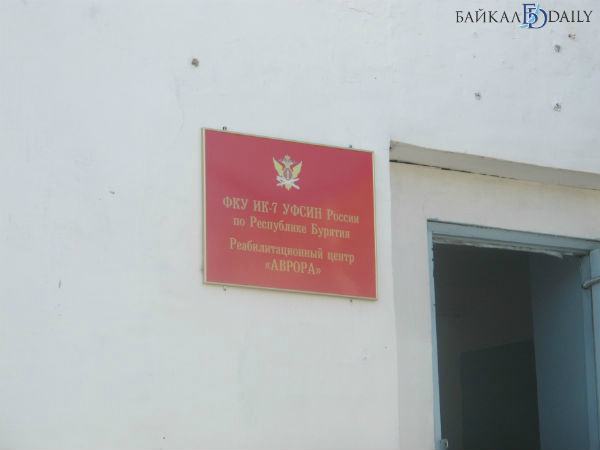 БАЙКАЛ DAILY
ФКУ ИК-7 УФСИН России
по Республике Бурятия
Реабилитационный центр
«АВРОРА»